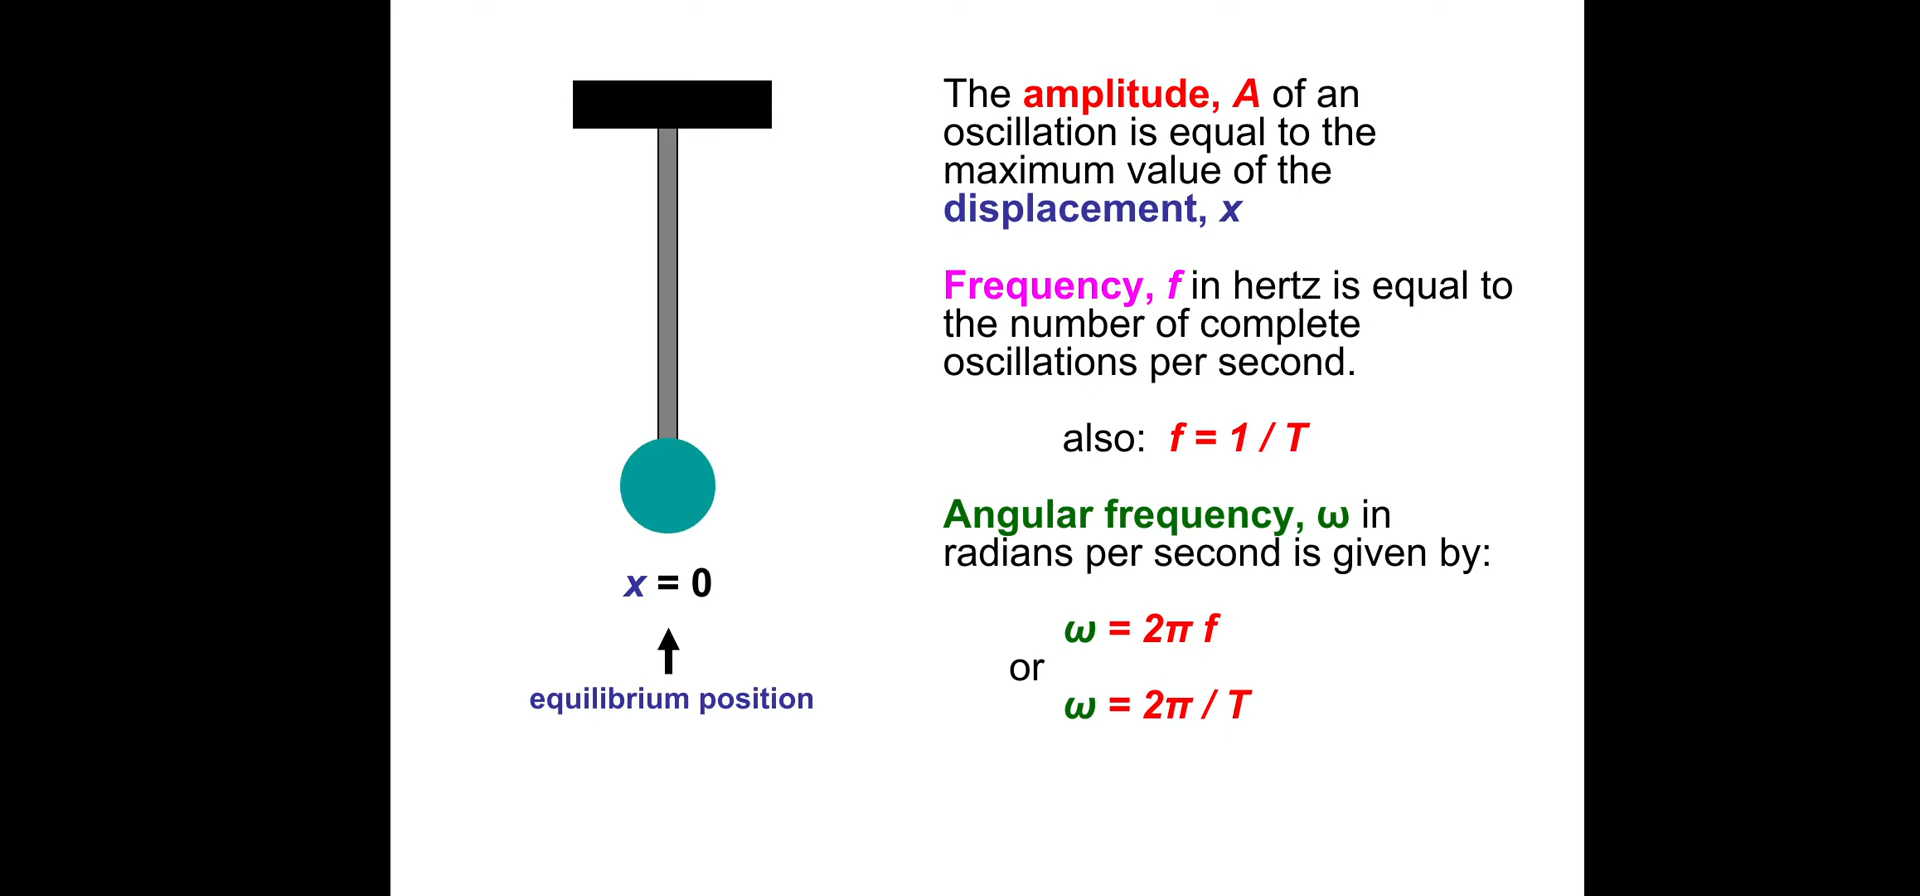 The amplitude, A of an
oscillation is equal to the
maximum value of the
displacement, x
Frequency, f in hertz is equal to
the number of complete
oscillations per second.
also: f = 1 / T
Angular frequency, ω in
radians per second is given by:
ω = 2π f
or
ω = 2π / T
x = 0
equilibrium position